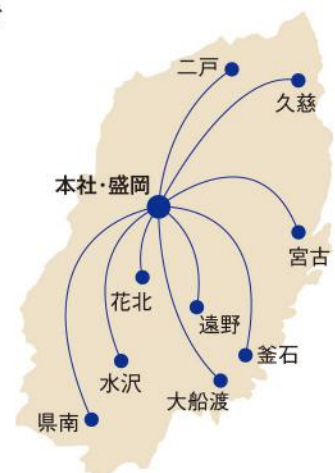 二戸
久慈
本社・盛岡
宮古
花北
遠野
釜石
水沢
大船渡
県南